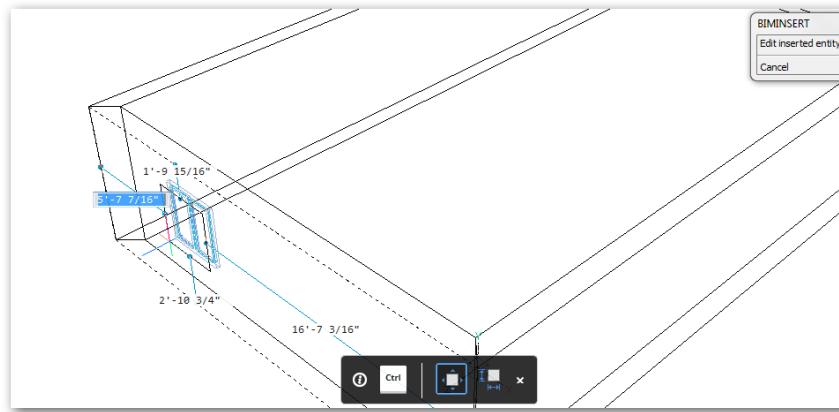 BIMINSERT
Edit inserted entity
Cancel
1'-9 15/16"
5'-7 7/16"
2'-10 3/4"
16'-7 3/16"
Ctrl